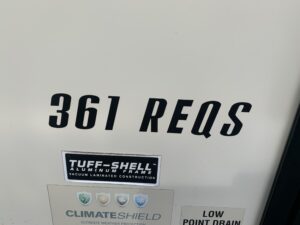 361 REQS
TUFF-SHELL
ALUMINUM FRAME
VACUUM LAMINATED CONSTRUCTION
CLIMATESHIELD
LOW
POINT DRAIN